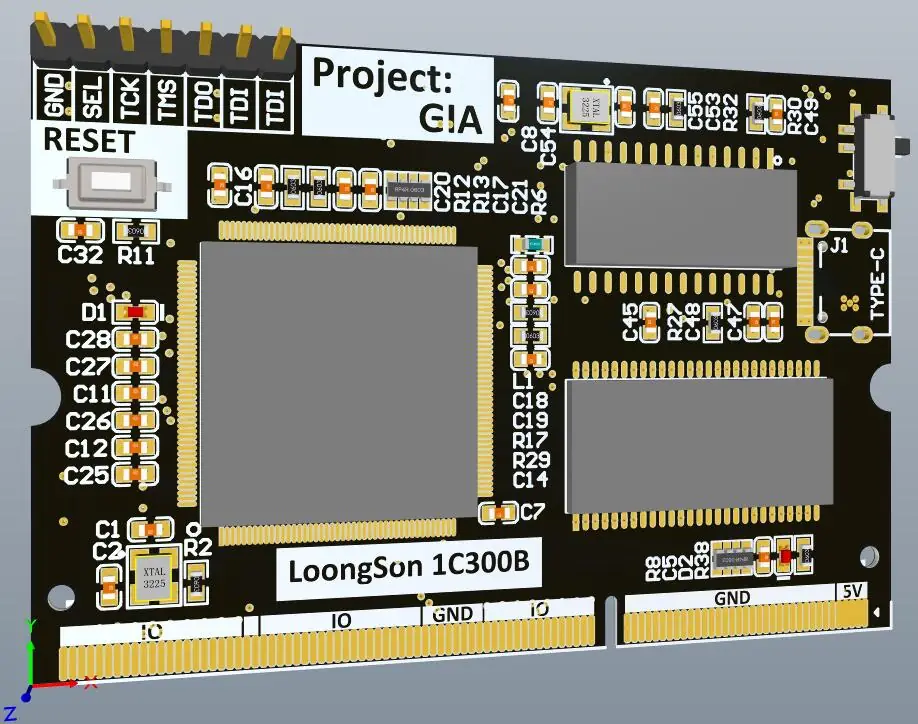 GND SEL TCK TMS TDO TDI TDI
Project:
GIA
RESET
C32 R11
C16
RP4R 0603
C20
R12
R13
C17
C21
R6
C8
C54
XTAL
3225
C55
C53
R32
R30
C49
J1
TYPE-C
D1
C28
C27
C11
C26
C12
C25
C45
R27
C48
C47
L1
C18
C19
R17
R29
C14
C7
C1
C2
R2
XTAL
3225
LoongSon 1C300B
R8
C5
D2
R38
IO IO GND IO
GND 5V
Y
X
Z